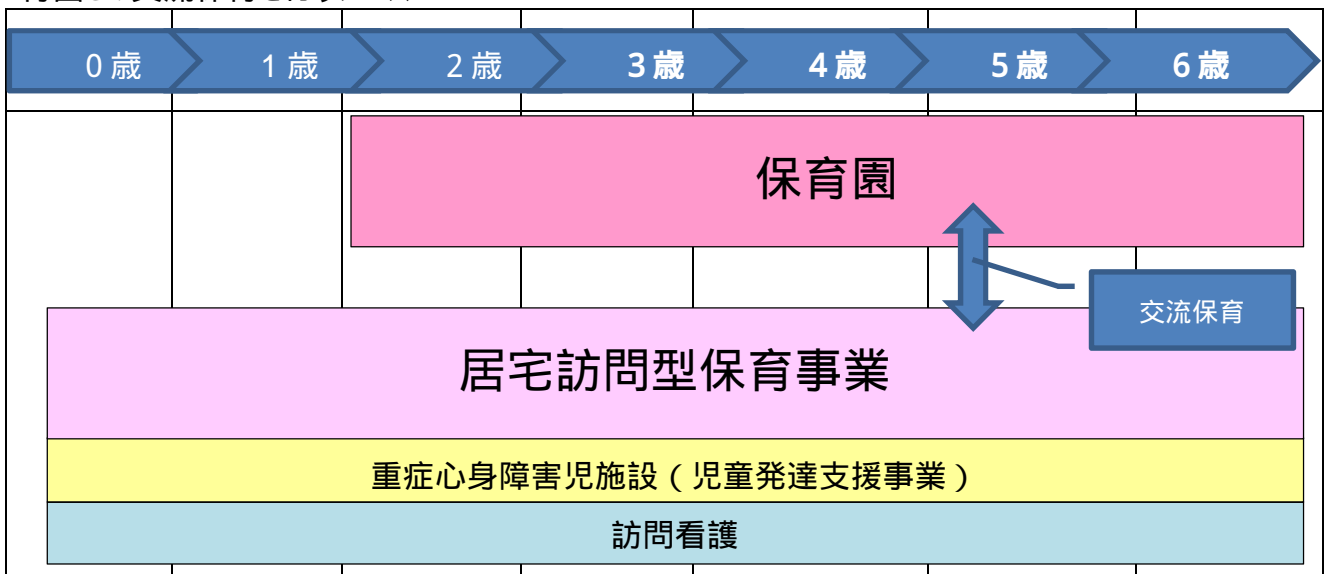 0歳 1歳 2歳 3歳 4歳 5歳 6歳
保育園
交流保育
居宅訪問型保育事業
重症心身障害児施設(児童発達支援事業)
訪問看護